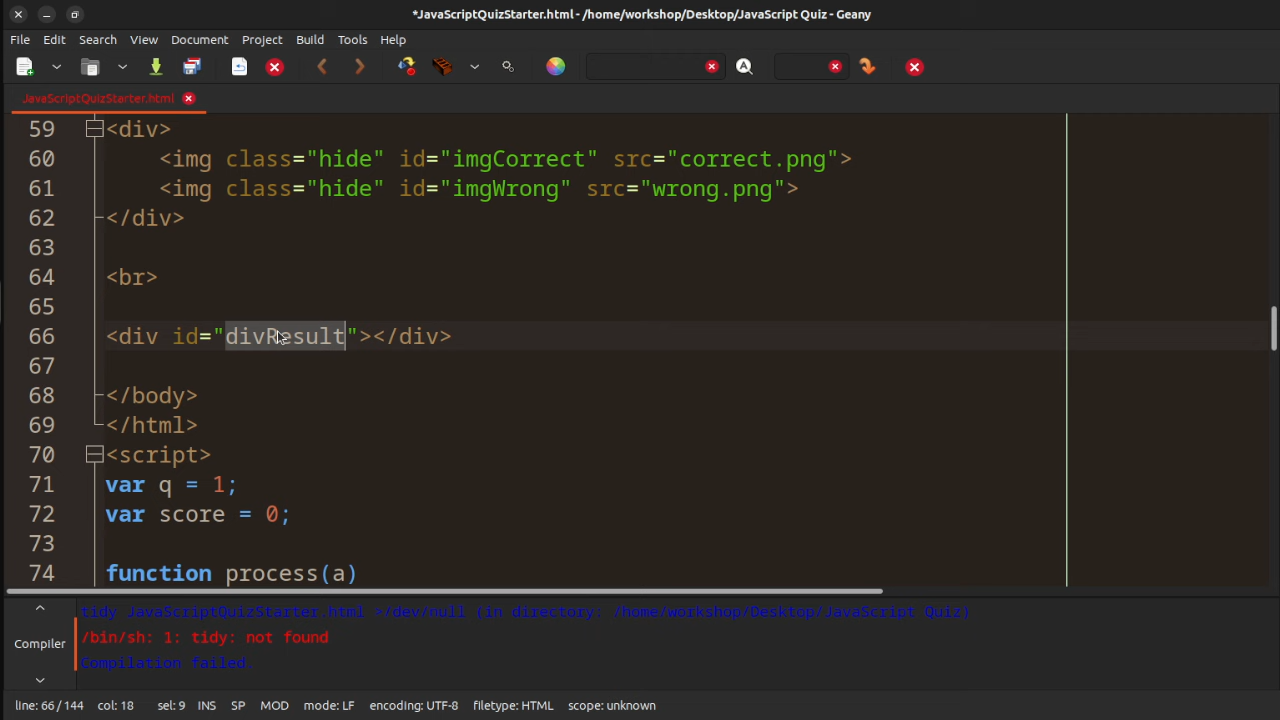 *JavaScriptQuizStarter.html - /home/workshop/Desktop/JavaScript Quiz - Geany
File Edit Search View Document Project Build Tools Help
JavaScriptQuizStarter.html
59 <div>
60 <img class="hide" id="imgCorrect" src="correct.png">
61 <img class="hide" id="imgWrong" src="wrong.png">
62 </div>
63
64 <br>
65
66 <div id="divResult"></div>
67
68 </body>
69 </html>
70 <script>
71 var q = 1;
72 var score = 0;
73
74 function process(a)
tidy JavaScriptQuizStarter.html >/dev/null (in directory: /home/workshop/Desktop/JavaScript Quiz)
Compiler /bin/sh: 1: tidy: not found
Compilation failed.
line: 66 / 144 col: 18 sel: 9 INS SP MOD mode: LF encoding: UTF-8 filetype: HTML scope: unknown